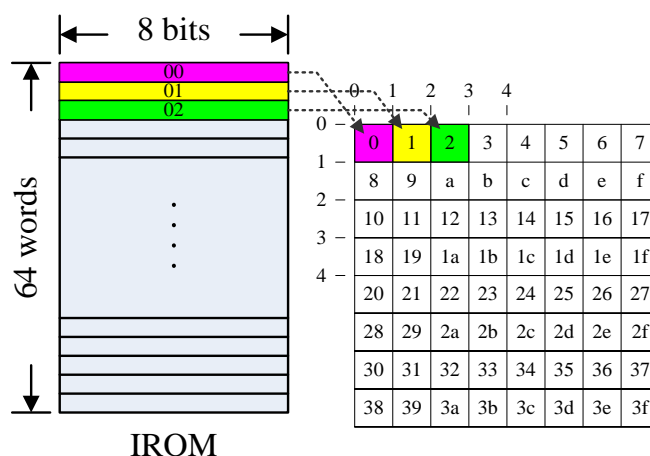 8 bits
64 words
00
01
02
IROM
0 1 2 3 4
0
1
2
3
4
0 1 2 3 4 5 6 7
8 9 a b c d e f
10 11 12 13 14 15 16 17
18 19 1a 1b 1c 1d 1e 1f
20 21 22 23 24 25 26 27
28 29 2a 2b 2c 2d 2e 2f
30 31 32 33 34 35 36 37
38 39 3a 3b 3c 3d 3e 3f